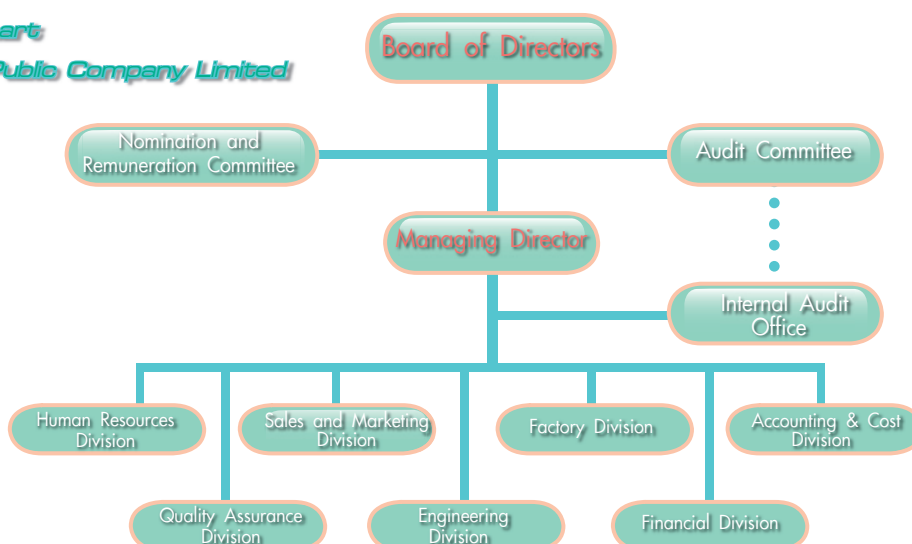 Public Company Limited
Board of Directors
Nomination and
Remuneration Committee
Audit Committee
Managing Director
Internal Audit
Office
Human Resources
Division
Sales and Marketing
Division
Factory Division
Accounting & Cost
Division
Quality Assurance
Division
Engineering
Division
Financial Division